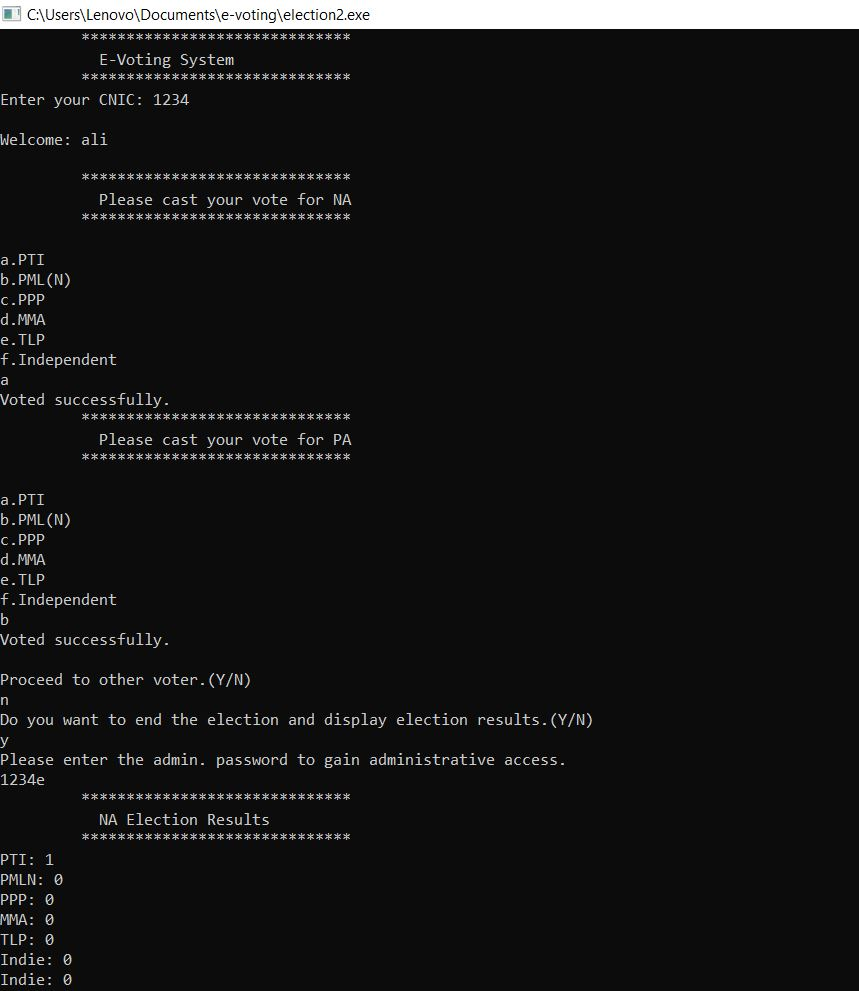 C:\Users\Lenovo\Documents\e-voting\election2.exe
******************************
E-Voting System
******************************
Enter your CNIC: 1234
Welcome: ali
******************************
Please cast your vote for NA
******************************
a.PTI
b.PML(N)
c.PPP
d.MMA
e.TLP
f.Independent
a
Voted successfully.
******************************
Please cast your vote for PA
******************************
a.PTI
b.PML(N)
c.PPP
d.MMA
e.TLP
f.Independent
b
Voted successfully.
Proceed to other voter.(Y/N)
n
Do you want to end the election and display election results.(Y/N)
y
Please enter the admin. password to gain administrative access.
1234e
******************************
NA Election Results
******************************
PTI: 1
PMLN: 0
PPP: 0
MMA: 0
TLP: 0
Indie: 0
Indie: 0